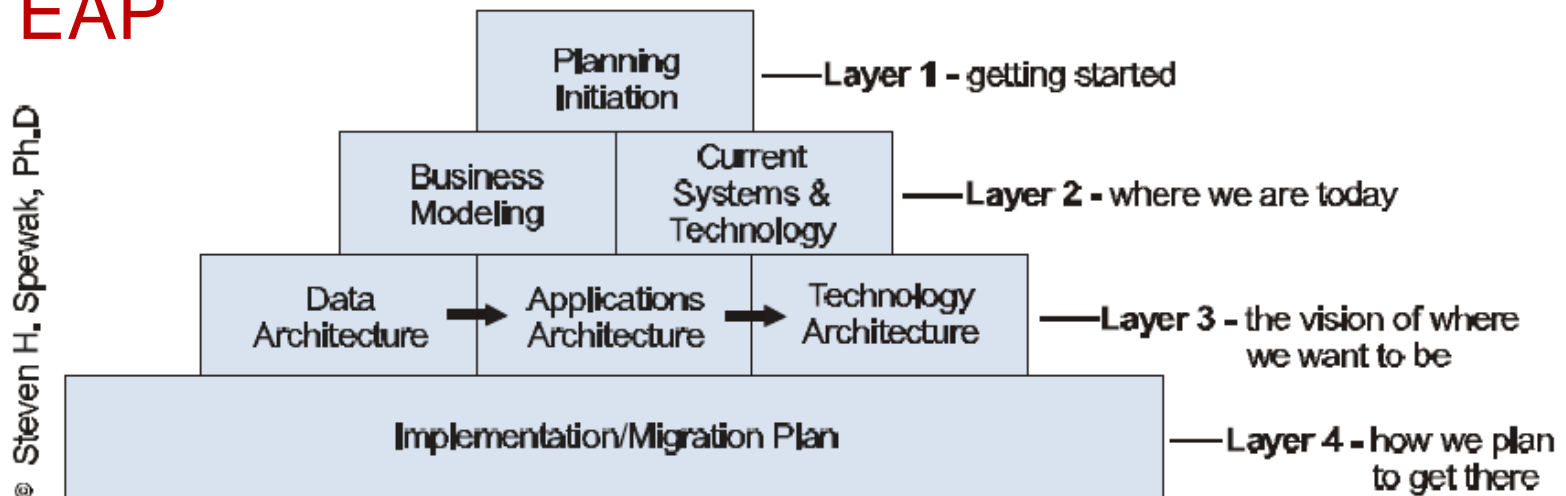 EAP
© Steven H. Spewak, Ph.D
Planning
Initiation
Layer 1 - getting started
Business
Modeling
Current
Systems &
Technology
Layer 2 - where we are today
Data
Architecture
Applications
Architecture
Technology
Architecture
Layer 3 - the vision of where
we want to be
Implementation/Migration Plan
Layer 4 - how we plan
to get there